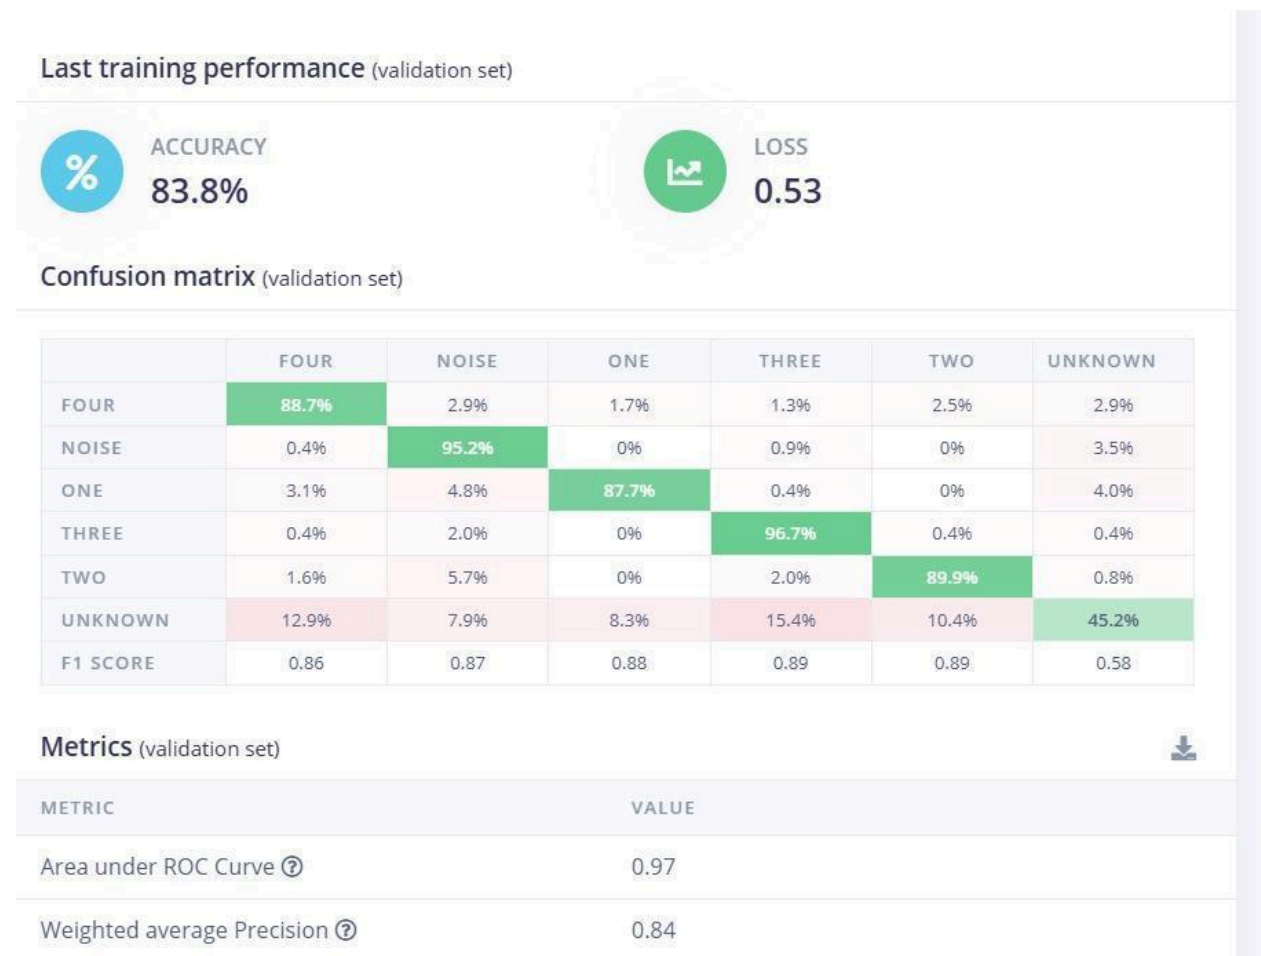 Last training performance (validation set)
%
ACCURACY
83.8%
LOSS
0.53
Confusion matrix (validation set)
FOUR NOISE ONE THREE TWO UNKNOWN
FOUR 88.7% 2.9% 1.7% 1.3% 2.5% 2.9%
NOISE 0.4% 95.2% 0% 0.9% 0% 3.5%
ONE 3.1% 4.8% 87.7% 0.4% 0% 4.0%
THREE 0.4% 2.0% 0% 96.7% 0.4% 0.4%
TWO 1.6% 5.7% 0% 2.0% 89.9% 0.8%
UNKNOWN 12.9% 7.9% 8.3% 15.4% 10.4% 45.2%
F1 SCORE 0.86 0.87 0.88 0.89 0.89 0.58
Metrics (validation set)
METRIC VALUE
Area under ROC Curve ? 0.97
Weighted average Precision ? 0.84